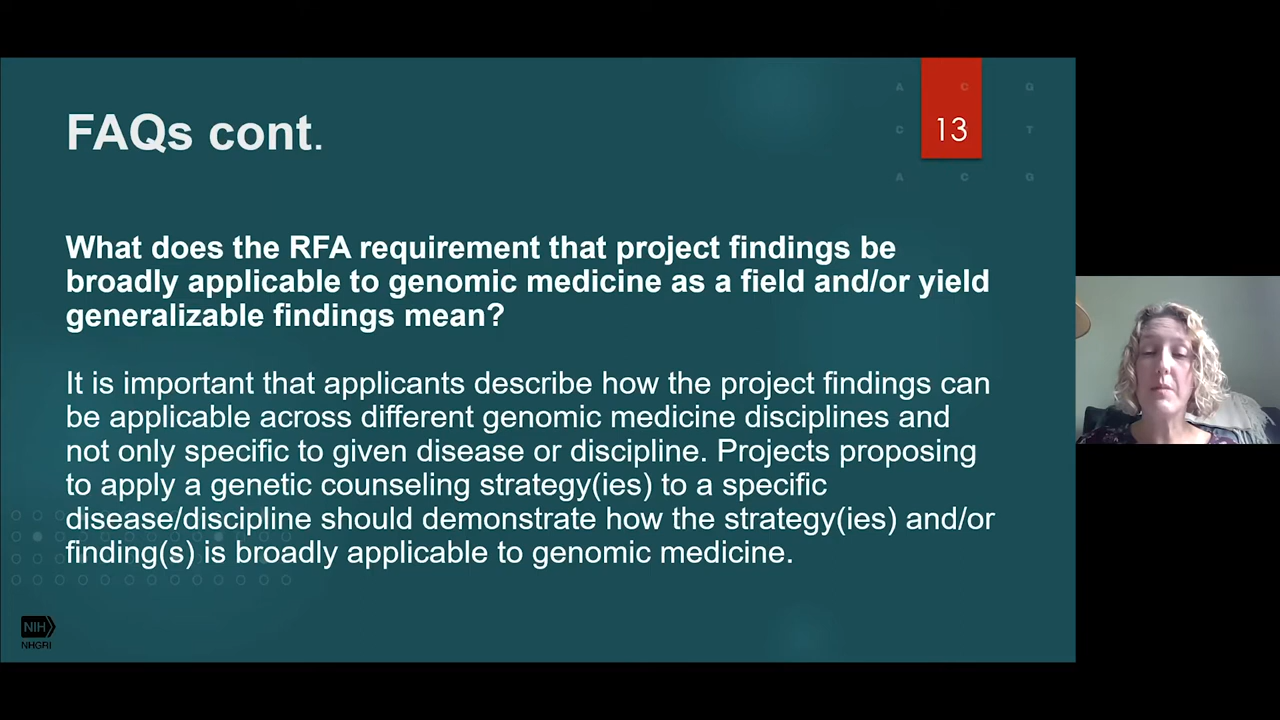 A C G
FAQs cont.
13
C G T
A C G
What does the RFA requirement that project findings be
broadly applicable to genomic medicine as a field and/or yield
generalizable findings mean?
It is important that applicants describe how the project findings can
be applicable across different genomic medicine disciplines and
not only specific to given disease or discipline. Projects proposing
to apply a genetic counseling strategy(ies) to a specific
disease/discipline should demonstrate how the strategy(ies) and/or
finding(s) is broadly applicable to genomic medicine.
NIH
NHGRI